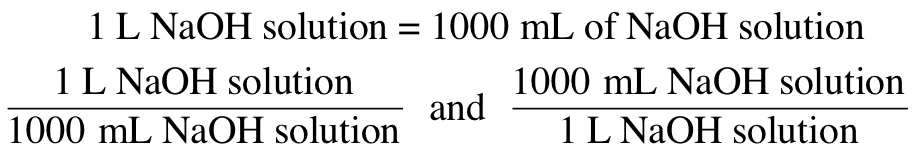 1 L NaOH solution = 1000 mL of NaOH solution
1 L NaOH solution
1000 mL NaOH solution
and
1000 mL NaOH solution
1 L NaOH solution